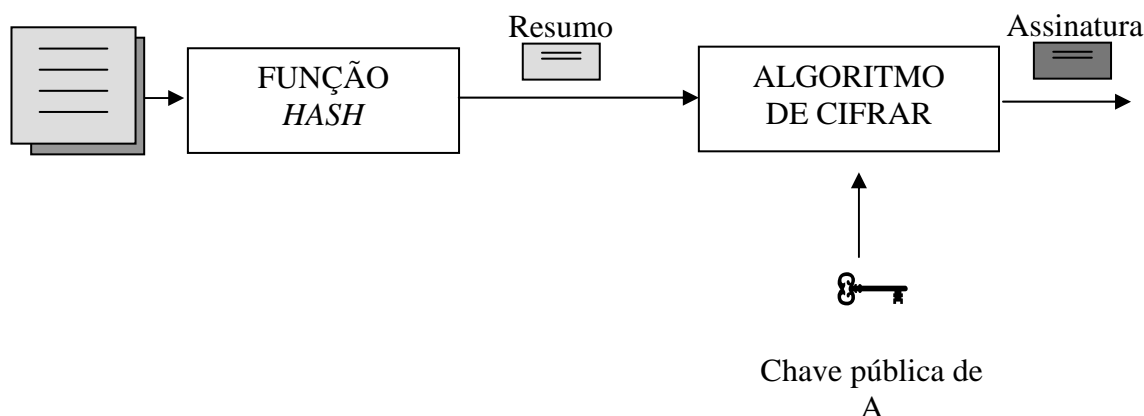 Resumo
Assinatura
FUNÇÃO
HASH
ALGORITMO
DE CIFRAR
Chave pública de
A